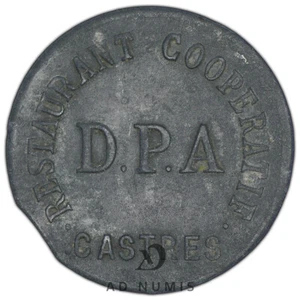 RESTAURANT COOPERATIF.
D.P.A
CASTRES
AD NUMIS